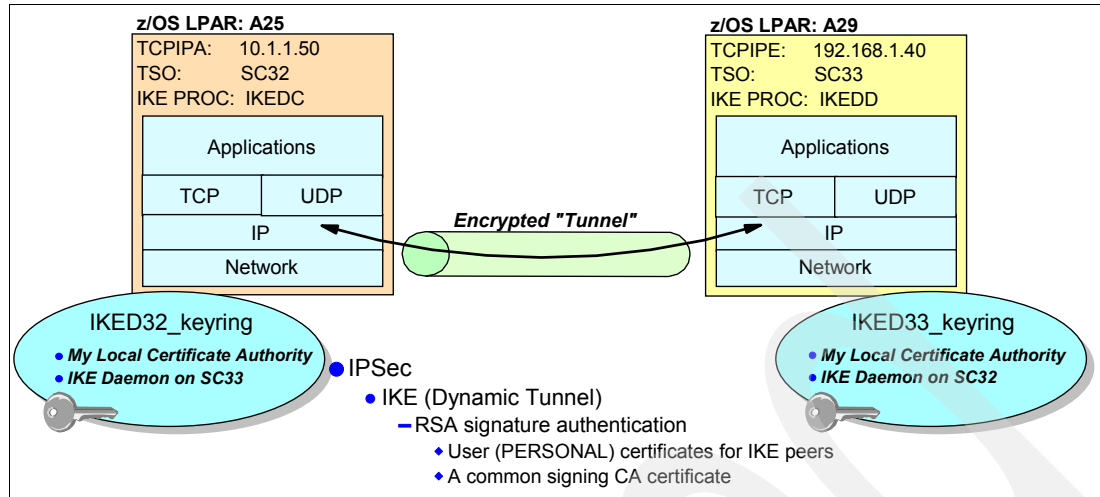 z/OS LPAR: A25
TCPIPA: 10.1.1.50
TSO: SC32
IKE PROC: IKEDC
Applications
TCP UDP
IP
Network
IKED32_keyring
• My Local Certificate Authority
• IKE Daemon on SC33
Encrypted "Tunnel"
z/OS LPAR: A29
TCPIPE: 192.168.1.40
TSO: SC33
IKE PROC: IKEDD
Applications
TCP UDP
IP
Network
IKED33_keyring
• My Local Certificate Authority
• IKE Daemon on SC32
• IPSec
• IKE (Dynamic Tunnel)
– RSA signature authentication
◆ User (PERSONAL) certificates for IKE peers
◆ A common signing CA certificate